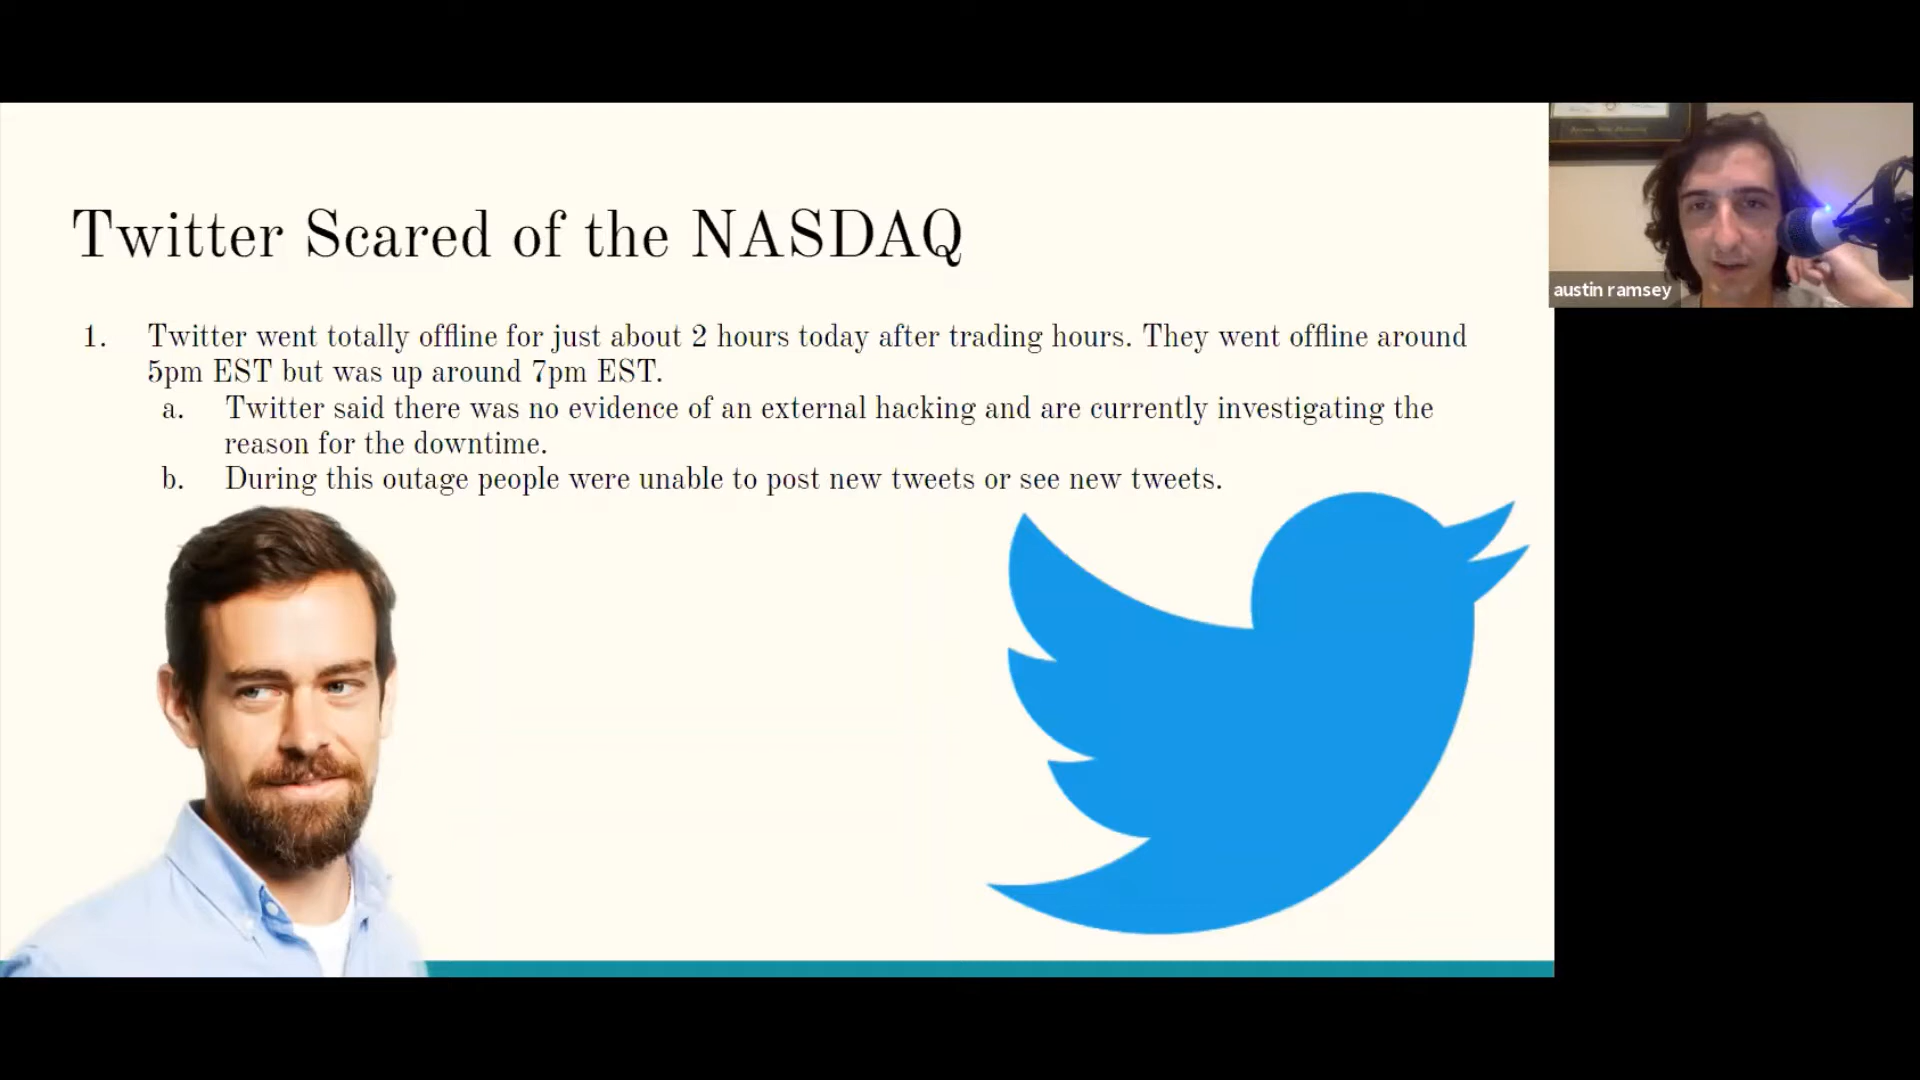 Twitter Scared of the NASDAQ
1. Twitter went totally offline for just about 2 hours today after trading hours. They went offline around
5pm EST but was up around 7pm EST.
a. Twitter said there was no evidence of an external hacking and are currently investigating the
reason for the downtime.
b. During this outage people were unable to post new tweets or see new tweets.
austin ramsey